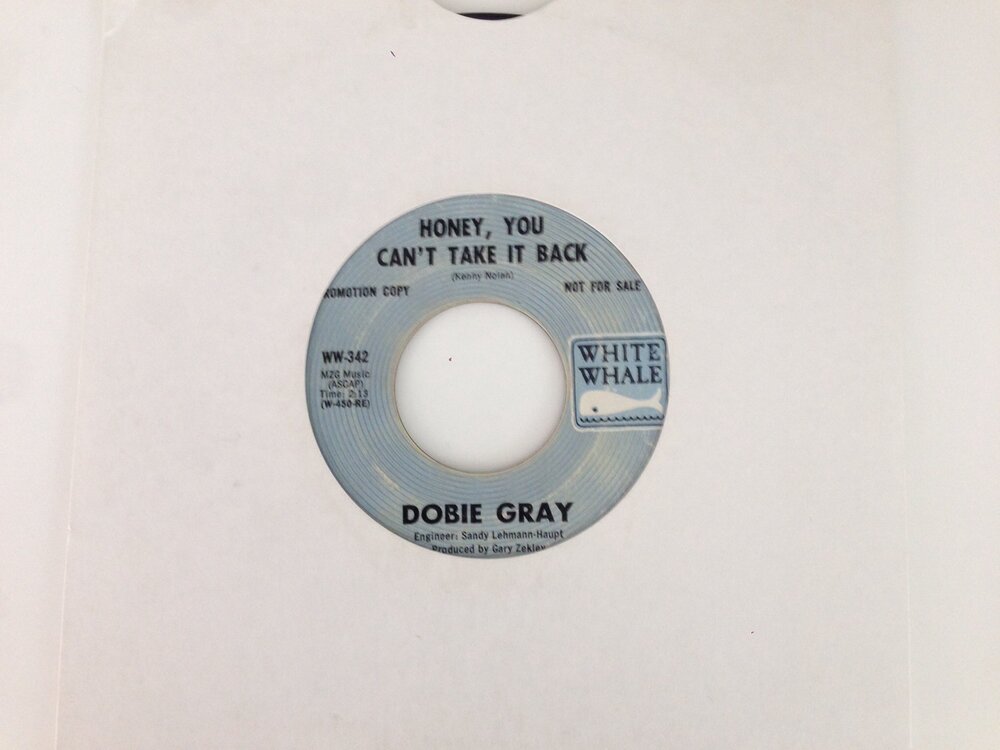 HONEY, YOU
CAN'T TAKE IT BACK
(Kenny Nolan)
ROMOTION COPY
NOT FOR SALE
WW-342
MZG Music
(ASCAP)
Time: 2:13
(W-450-RE)
WHITE
WHALE
DOBIE GRAY
Engineer: Sandy Lehmann-Haupt
Produced by Gary Zekley